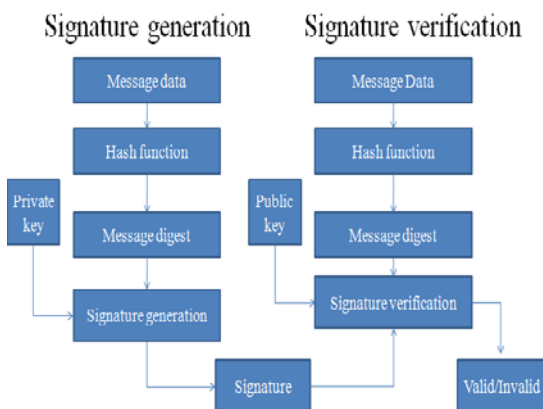 Signature generation
Signature verification
Message data
Hash function
Private
key
Message digest
Signature generation
Message Data
Hash function
Public
key
Message digest
Signature verification
Signature
Valid/Invalid